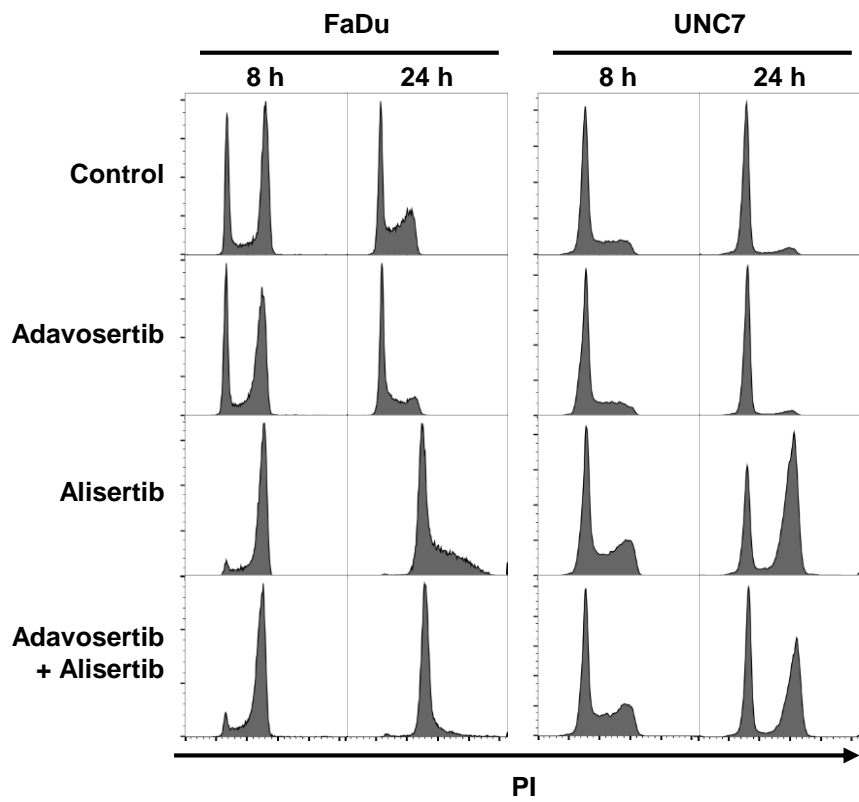 FaDu
UNC7
8 h
24 h
8 h
24 h
Control
Adavosertib
Alisertib
Adavosertib
+ Alisertib
PI